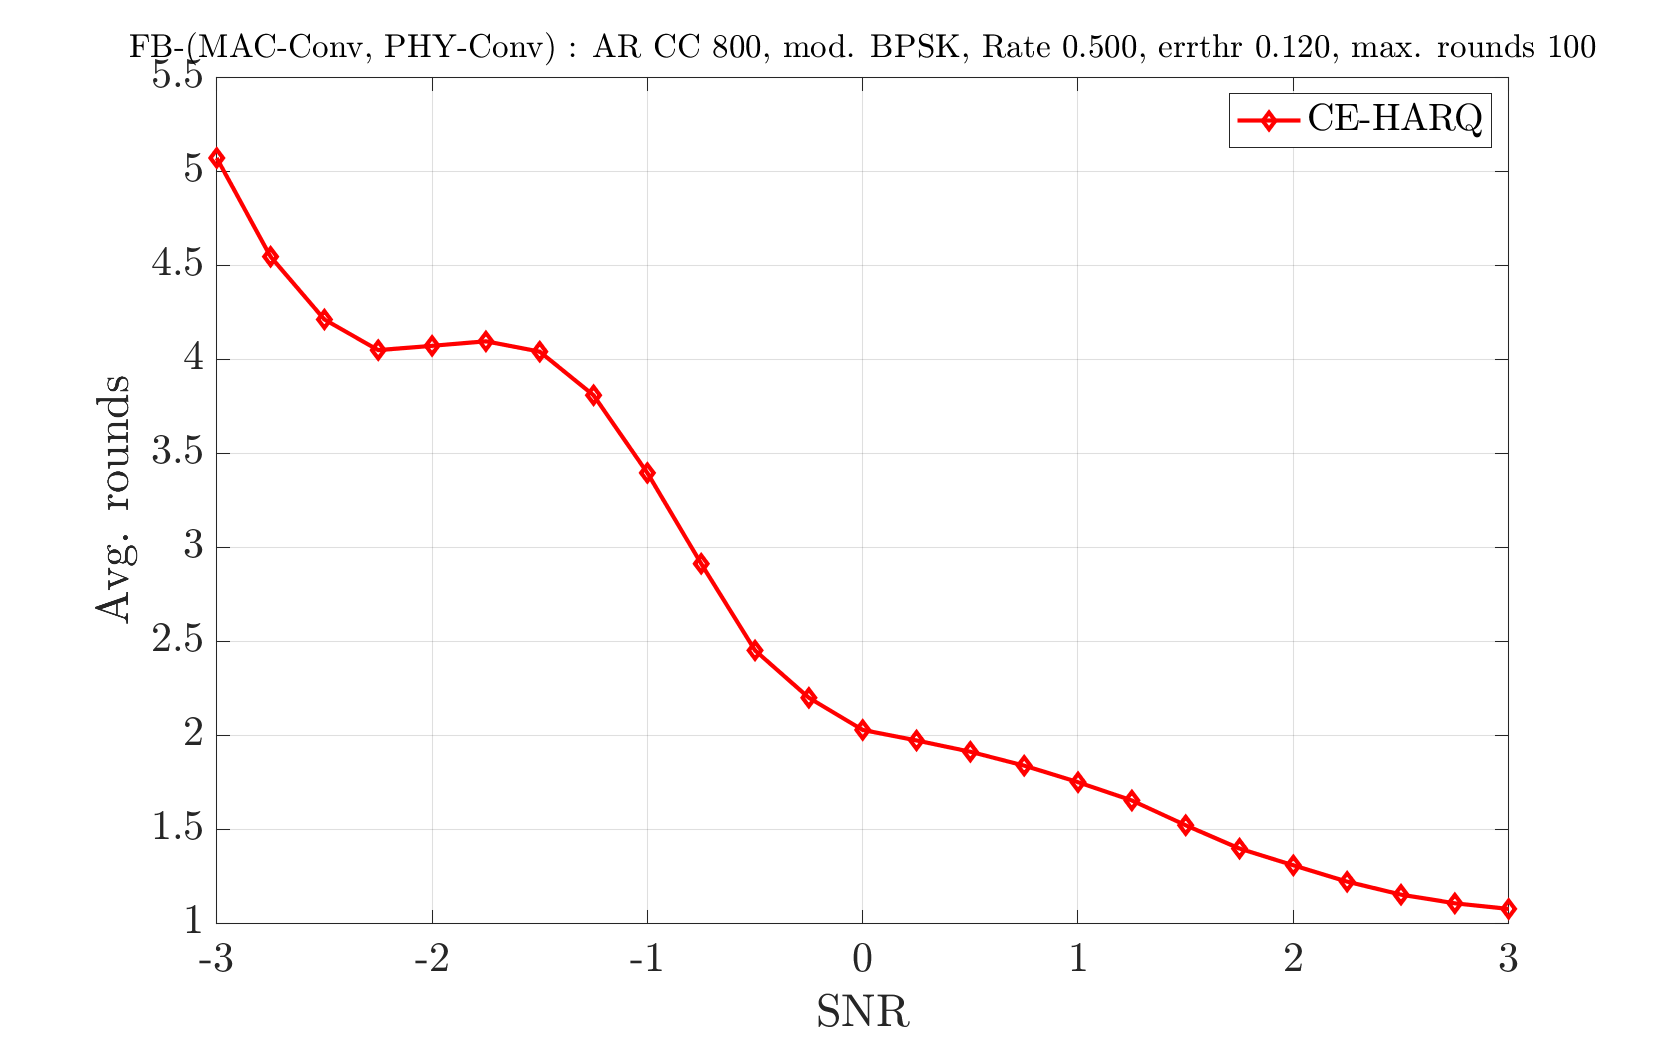 FB-(MAC-Conv, PHY-Conv) : AR CC 800, mod. BPSK, Rate 0.500, errthr 0.120, max. rounds 100
CE-HARQ
5.5
5
4.5
4
3.5
3
2.5
2
1.5
1
Avg. rounds
-3 -2 -1 0 1 2 3
SNR